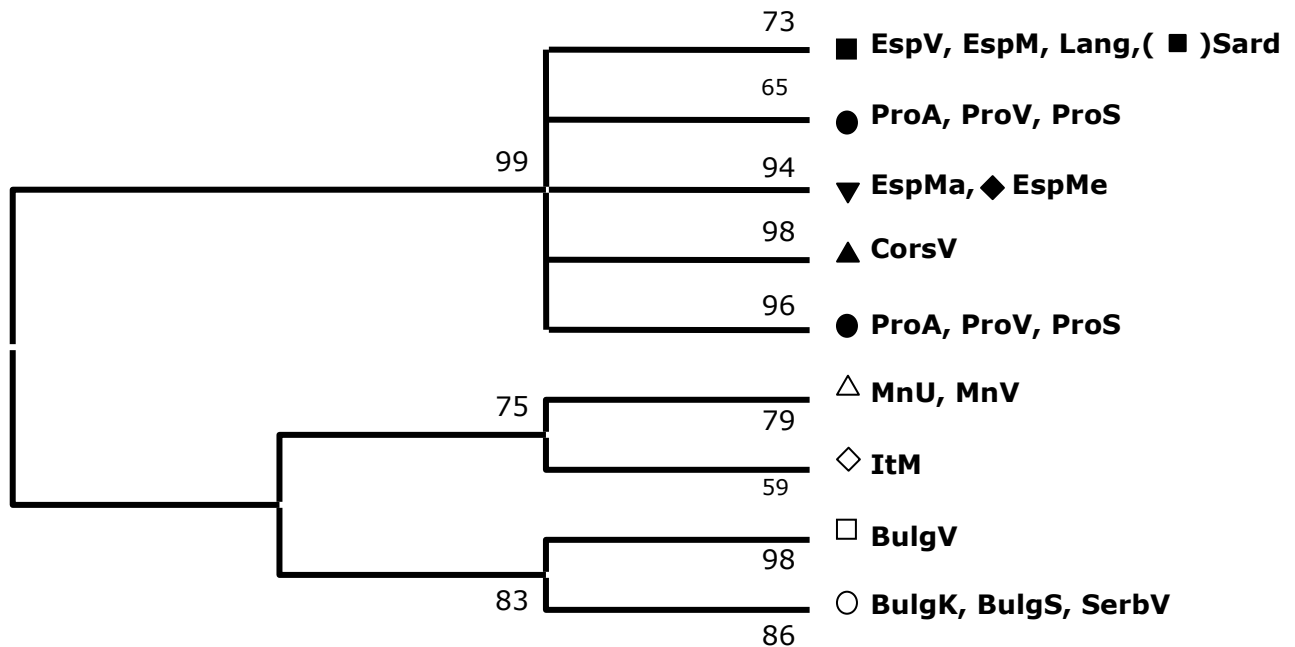 73
EspV, EspM, Lang,( ■ )Sard
65
ProA, ProV, ProS
99
94
EspMa, ◆ EspMe
98
CorsV
96
ProA, ProV, ProS
75
MnU, MnV
79
ItM
59
BulgV
98
83
BulgK, BulgS, SerbV
86